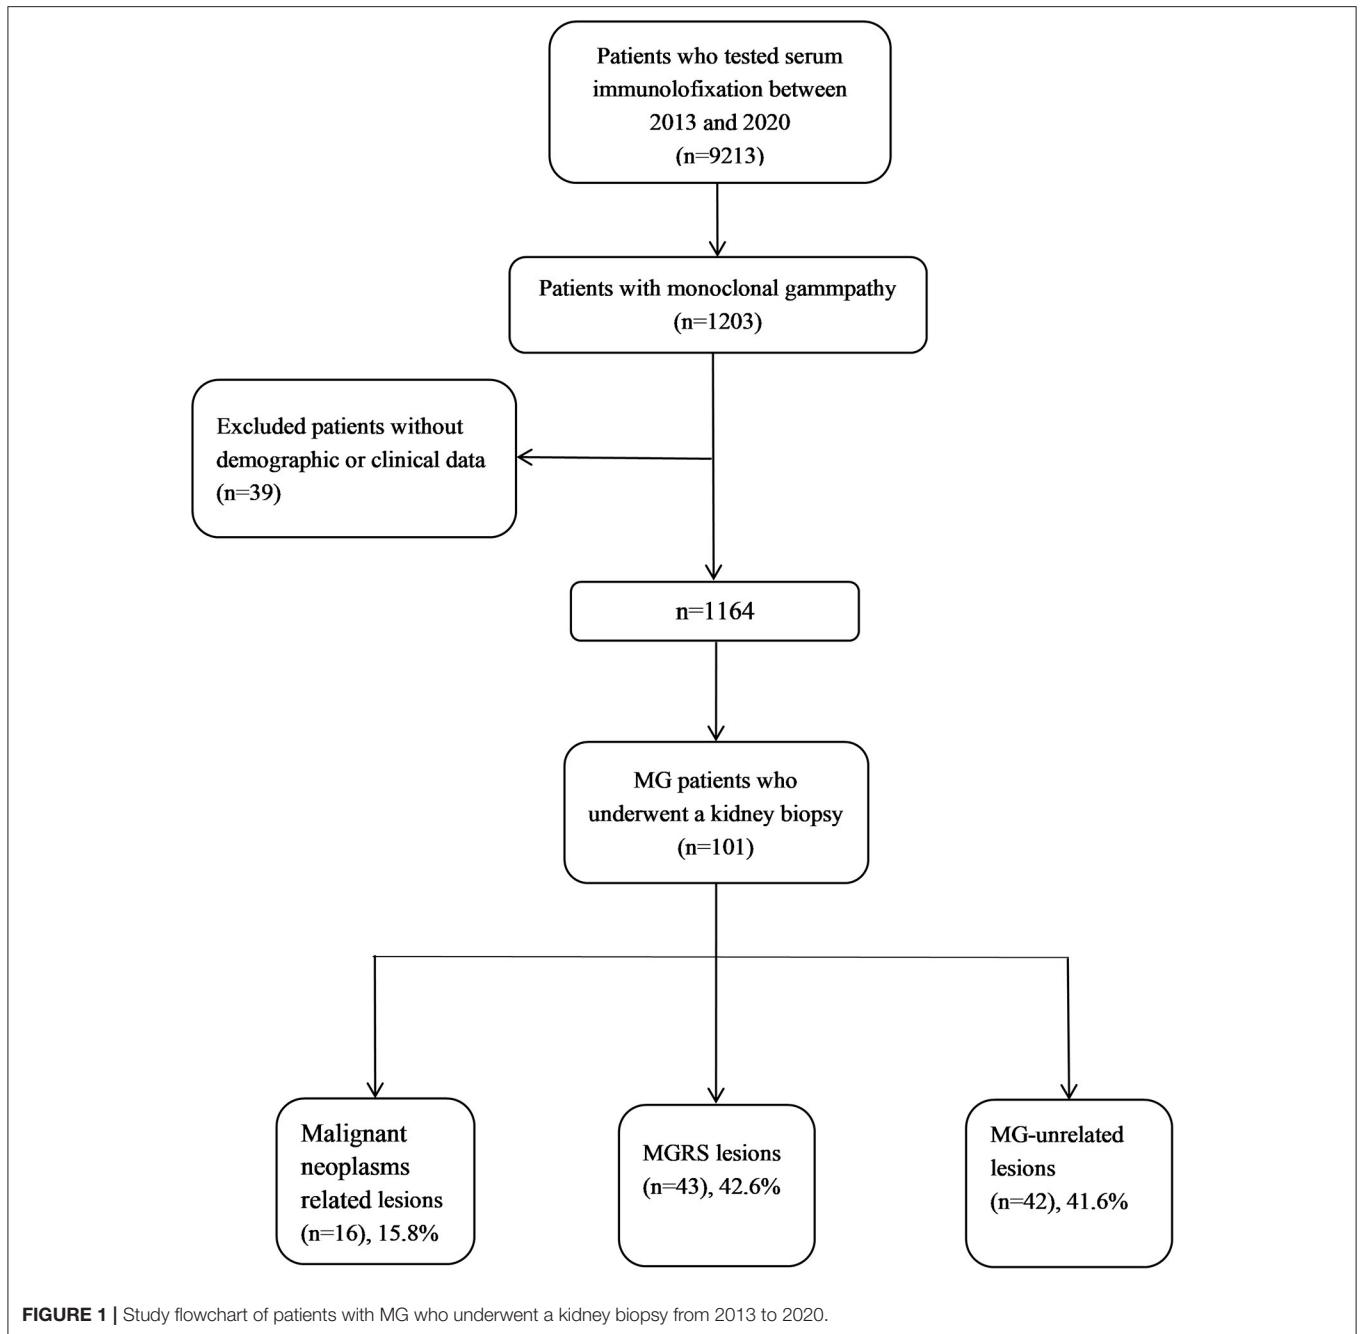 Patients who tested serum
immunolofixation between
2013 and 2020
(n=9213)
Patients with monoclonal gammpathy
(n=1203)
Excluded patients without
demographic or clinical data
(n=39)
n=1164
MG patients who
underwent a kidney biopsy
(n=101)
Malignant
neoplasms
related lesions
(n=16), 15.8%
MGRS lesions
(n=43), 42.6%
MG-unrelated
lesions
(n=42), 41.6%
FIGURE 1 | Study flowchart of patients with MG who underwent a kidney biopsy from 2013 to 2020.